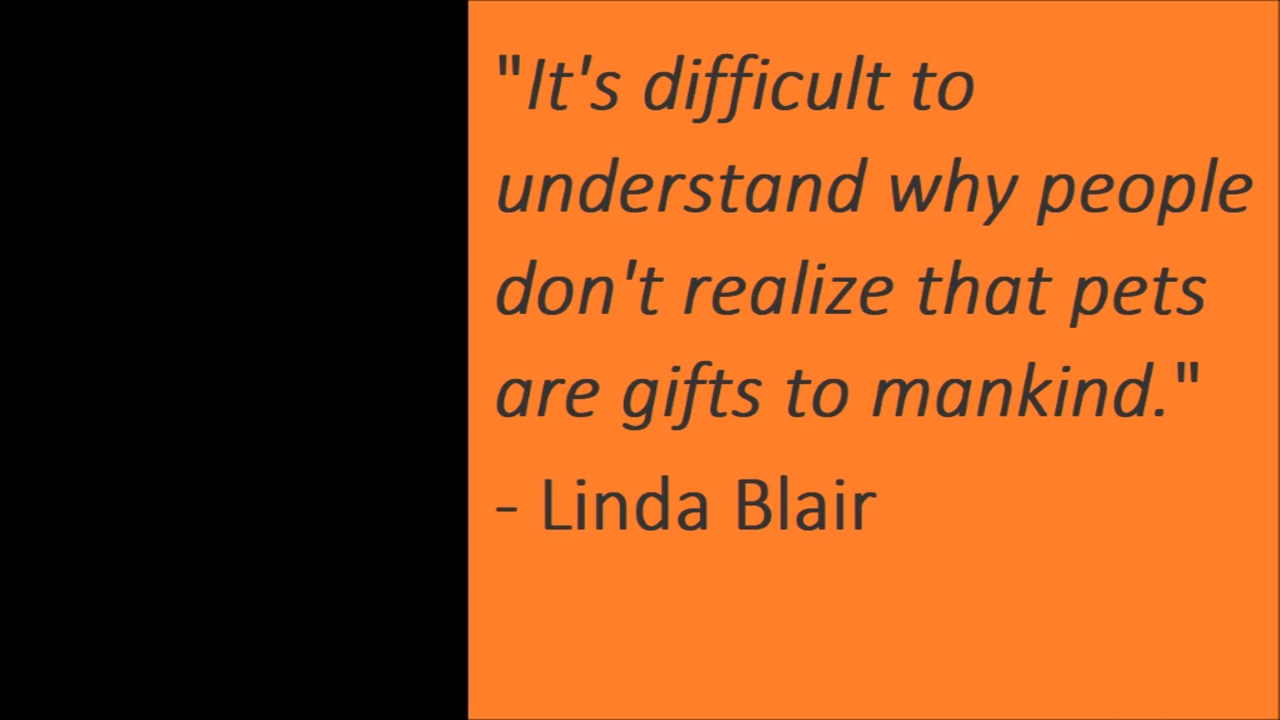 "It's difficult to
understand why people
don't realize that pets
are gifts to mankind."
- Linda Blair